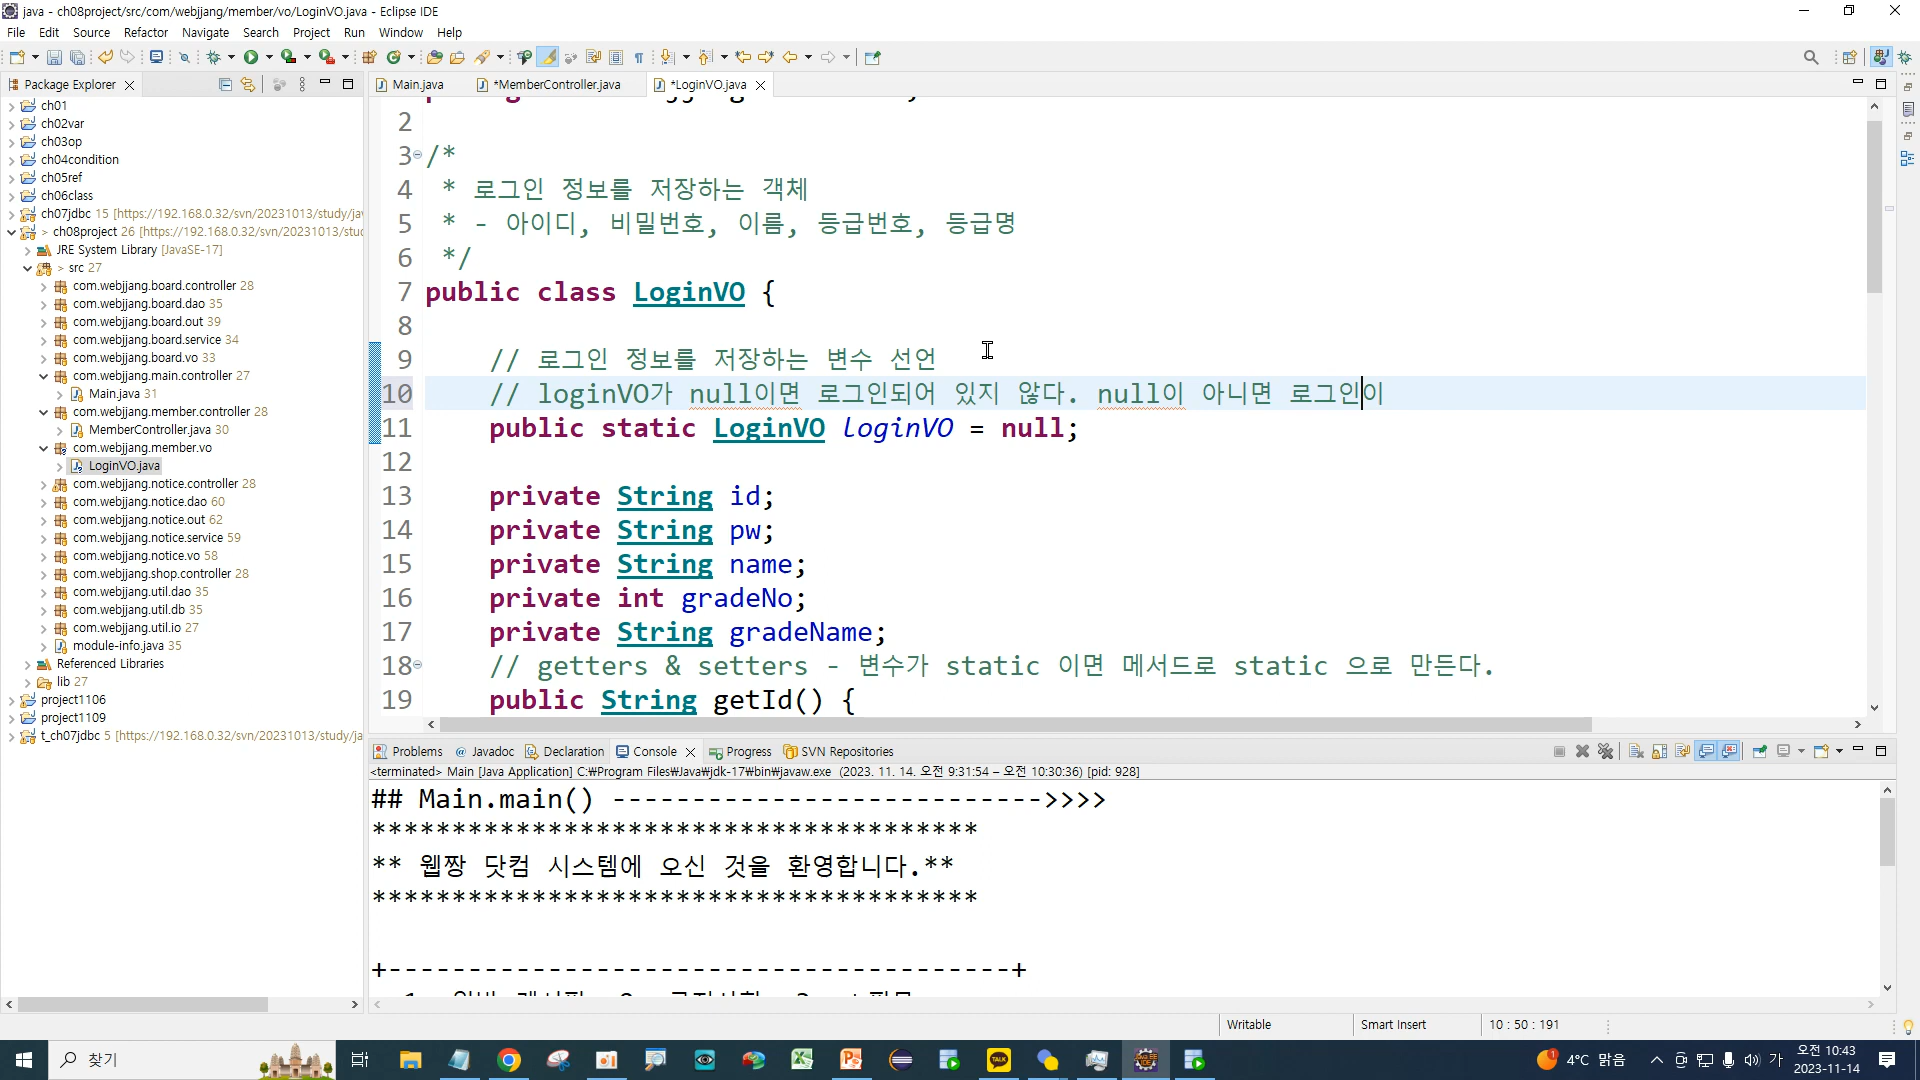 java - ch08project/src/com/webjjang/member/vo/LoginVO.java - Eclipse IDE
File Edit Source Refactor Navigate Search Project Run Window Help
Package Explorer
Main.java
*MemberController.java
*LoginVO.java
ch01
ch02var
ch03op
ch04condition
ch05ref
ch06class
ch07jdbc 15 [https://192.168.0.32/svn/20231013/study/ja
> ch08project 26 [https://192.168.0.32/svn/20231013/stud
JRE System Library [JavaSE-17]
> src 27
com.webjjang.board.controller 28
com.webjjang.board.dao 35
com.webjjang.board.out 39
com.webjjang.board.service 34
com.webjjang.board.vo 33
com.webjjang.main.controller 27
Main.java 31
com.webjjang.member.controller 28
MemberController.java 30
com.webjjang.member.vo
LoginVO.java
com.webjjang.notice.controller 28
com.webjjang.notice.dao 60
com.webjjang.notice.out 62
com.webjjang.notice.service 59
com.webjjang.notice.vo 58
com.webjjang.shop.controller 28
com.webjjang.util.dao 35
com.webjjang.util.db 35
com.webjjang.util.io 27
module-info.java 35
Referenced Libraries
lib 27
project1106
project1109
t_ch07jdbc 5 [https://192.168.0.32/svn/20231013/study/ja
2
3 /*
4 * 로그인 정보를 저장하는 객체
5 * - 아이디, 비밀번호, 이름, 등급번호, 등급명
6 */
7 public class LoginVO {
8
9 // 로그인 정보를 저장하는 변수 선언
10 // loginVO가 null이면 로그인되어 있지 않다. null이 아니면 로그인이
11 public static LoginVO loginVO = null;
12
13 private String id;
14 private String pw;
15 private String name;
16 private int gradeNo;
17 private String gradeName;
18 // getters & setters - 변수가 static 이면 메서드로 static 으로 만든다.
19 public String getId() {
Problems Javadoc Declaration Console Progress SVN Repositories
<terminated> Main [Java Application] C:₩Program Files₩Java₩jdk-17₩bin₩javaw.exe (2023. 11. 14. 오전 9:31:54 – 오전 10:30:36) [pid: 928]
## Main.main() --------------------------->>>>
**************************************
** 웹짱 닷컴 시스템에 오신 것을 환영합니다.**
**************************************
+---------------------------------------+
Writable
Smart Insert
10 : 50 : 191
찾기
4°C 맑음
가
오전 10:43
2023-11-14